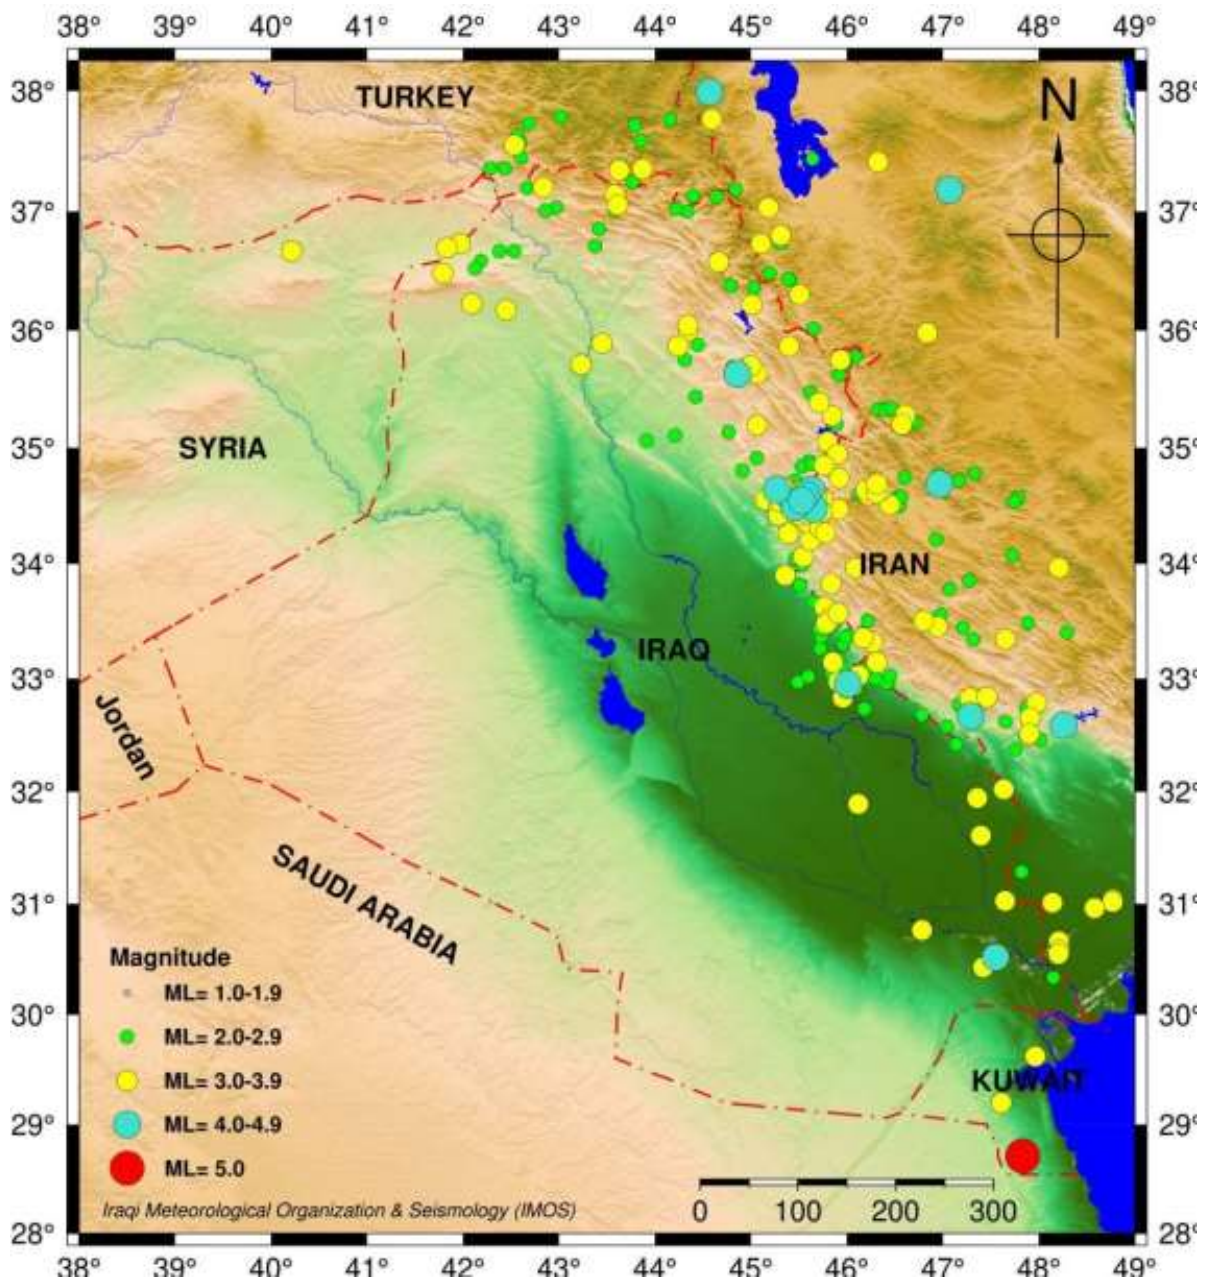 38° 39° 40° 41° 42° 43° 44° 45° 46° 47° 48° 49°
38° 38°
TURKEY
N
37° 37°
36° 36°
SYRIA
35° 35°
34° 34°
IRAN
IRAQ
33° 33°
Jordan
32° 32°
SAUDI ARABIA
31° 31°
Magnitude
ML= 1.0-1.9
30° 30°
ML= 2.0-2.9
ML= 3.0-3.9
KUWAIT
29° 29°
ML= 4.0-4.9
ML= 5.0
Iraqi Meteorological Organization & Seismology (IMOS)
0 100 200 300
28° 28°
38° 39° 40° 41° 42° 43° 44° 45° 46° 47° 48° 49°